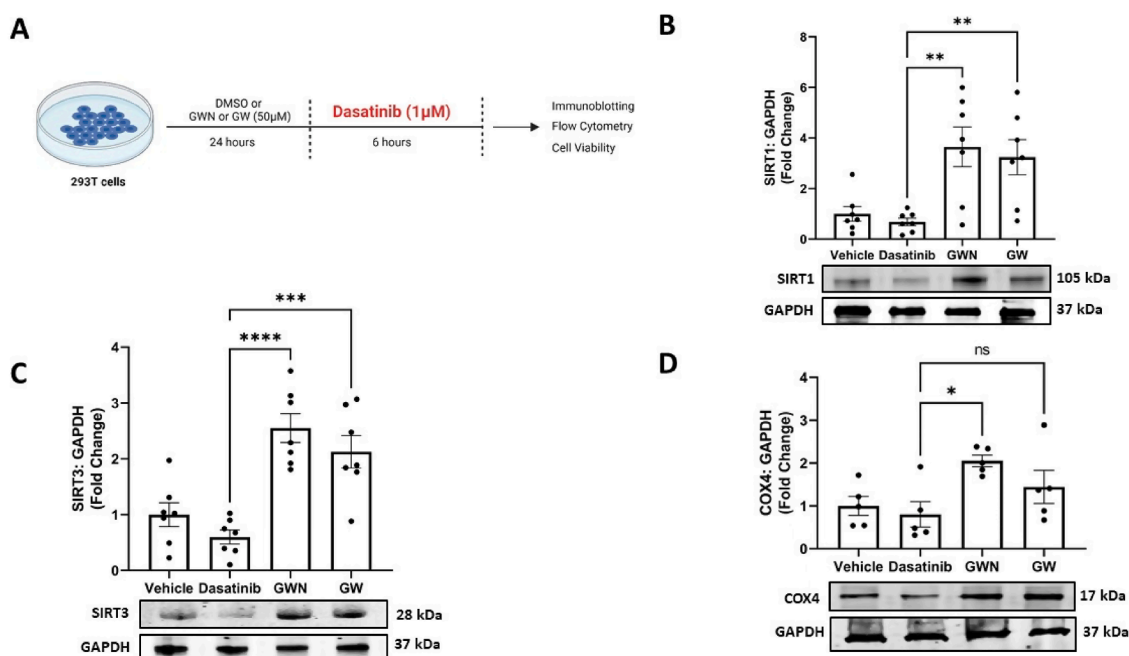 A
DMSO or
GWN or GW (50µM)
Dasatinib (1µM)
24 hours
6 hours
Immunoblotting
Flow Cytometry
Cell Viability
293T cells
B
**
**
SIRT1: GAPDH
(Fold Change)
8
6
4
2
0
Vehicle Dasatinib GWN GW
SIRT1 105 kDa
GAPDH 37 kDa
C
***
****
SIRT3: GAPDH
(Fold Change)
4
3
2
1
0
Vehicle Dasatinib GWN GW
SIRT3 28 kDa
GAPDH 37 kDa
D
ns
*
COX4: GAPDH
(Fold Change)
4
3
2
1
0
Vehicle Dasatinib GWN GW
COX4 17 kDa
GAPDH 37 kDa